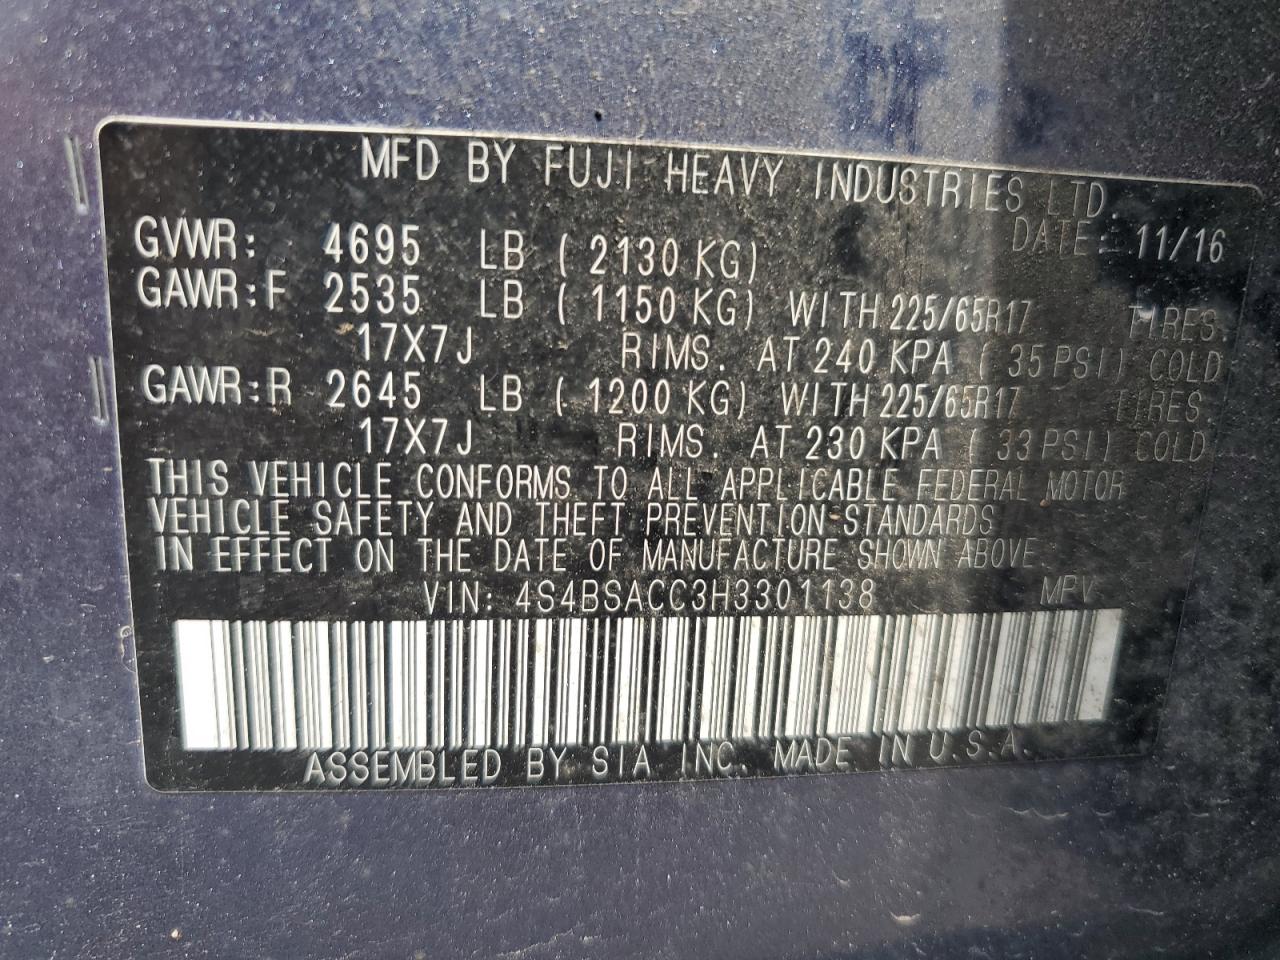 MFD BY FUJI HEAVY INDUSTRIES LTD.
DATE: 11/16
GVWR: 4695 LB ( 2130 KG)
GAWR:F 2535 LB ( 1150 KG) WITH 225/65R17 TIRES.
17X7J RIMS. AT 240 KPA ( 35 PSI) COLD
GAWR:R 2645 LB ( 1200 KG) WITH 225/65R17 TIRES.
17X7J RIMS. AT 230 KPA ( 33 PSI) COLD
THIS VEHICLE CONFORMS TO ALL APPLICABLE FEDERAL MOTOR
VEHICLE SAFETY AND THEFT PREVENTION STANDARDS
IN EFFECT ON THE DATE OF MANUFACTURE SHOWN ABOVE.
VIN: 4S4BSACC3H3301138 MPV
ASSEMBLED BY SIA INC. MADE IN U.S.A.